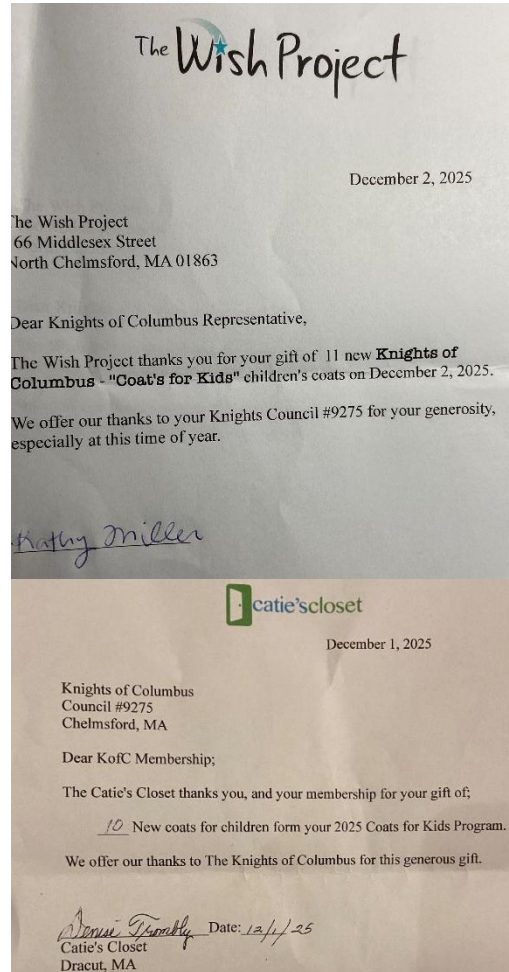 The Wish Project
December 2, 2025
The Wish Project
66 Middlesex Street
North Chelmsford, MA 01863
Dear Knights of Columbus Representative,
The Wish Project thanks you for your gift of 11 new Knights of
Columbus - "Coat's for Kids" children's coats on December 2, 2025.
We offer our thanks to your Knights Council #9275 for your generosity,
especially at this time of year.
Kathy Miller
catie'scloset
December 1, 2025
Knights of Columbus
Council #9275
Chelmsford, MA
Dear KofC Membership;
The Catie's Closet thanks you, and your membership for your gift of;
10 New coats for children form your 2025 Coats for Kids Program.
We offer our thanks to The Knights of Columbus for this generous gift.
Denise Trombly Date: 12/1/25
Catie's Closet
Dracut, MA